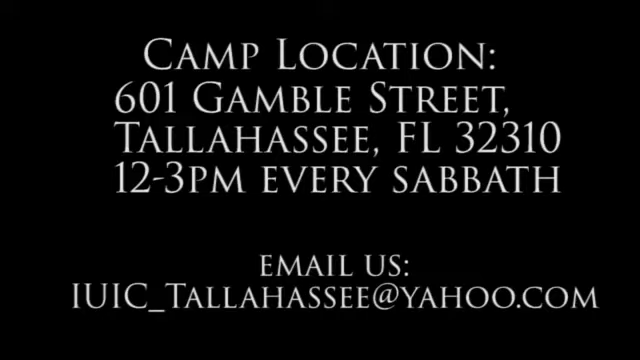 Camp Location:
601 Gamble Street,
Tallahassee, FL 32310
12-3pm every sabbath
email us:
IUIC_Tallahassee@yahoo.com